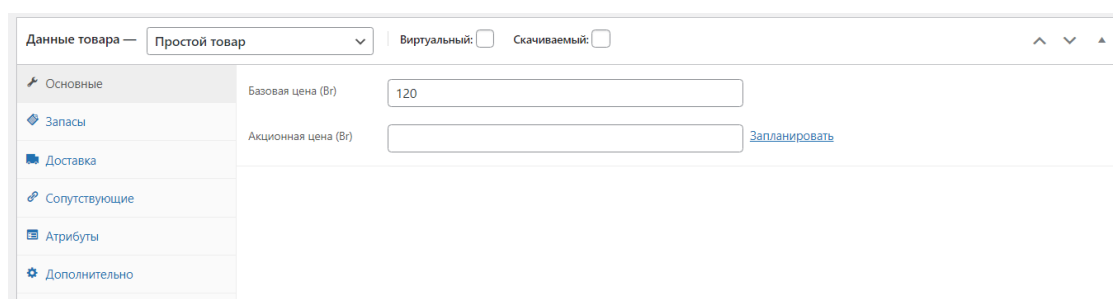 Данные товара — Простой товар Виртуальный: Скачиваемый:
Основные
Базовая цена (Br) 120
Запасы
Акционная цена (Br) Запланировать
Доставка
Сопутствующие
Атрибуты
Дополнительно